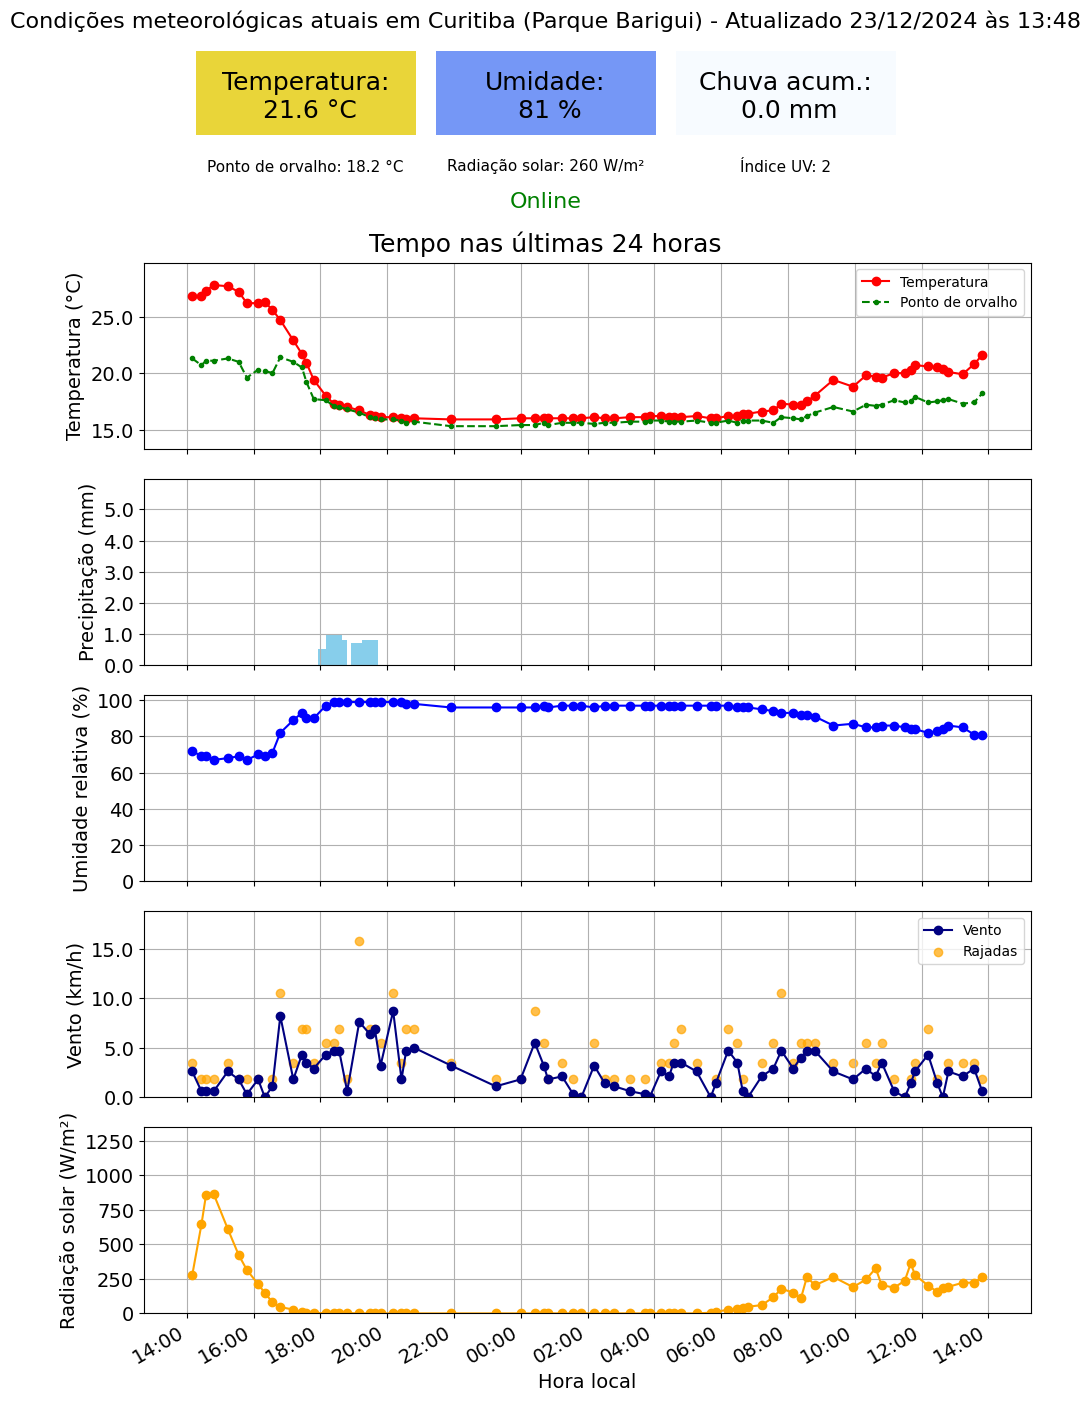 Condições meteorológicas atuais em Curitiba (Parque Barigui) - Atualizado 23/12/2024 às 13:48
Temperatura:
21.6 °C
Umidade:
81 %
Chuva acum.:
0.0 mm
Ponto de orvalho: 18.2 °C
Radiação solar: 260 W/m²
Índice UV: 2
Online
Tempo nas últimas 24 horas
Temperatura (°C)
25.0
20.0
15.0
Temperatura
Ponto de orvalho
Precipitação (mm)
5.0
4.0
3.0
2.0
1.0
0.0
Umidade relativa (%)
100
80
60
40
20
0
Vento (km/h)
15.0
10.0
5.0
0.0
Vento
Rajadas
Radiação solar (W/m²)
1250
1000
750
500
250
0
14:00
16:00
18:00
20:00
22:00
00:00
02:00
04:00
06:00
08:00
10:00
12:00
14:00
Hora local